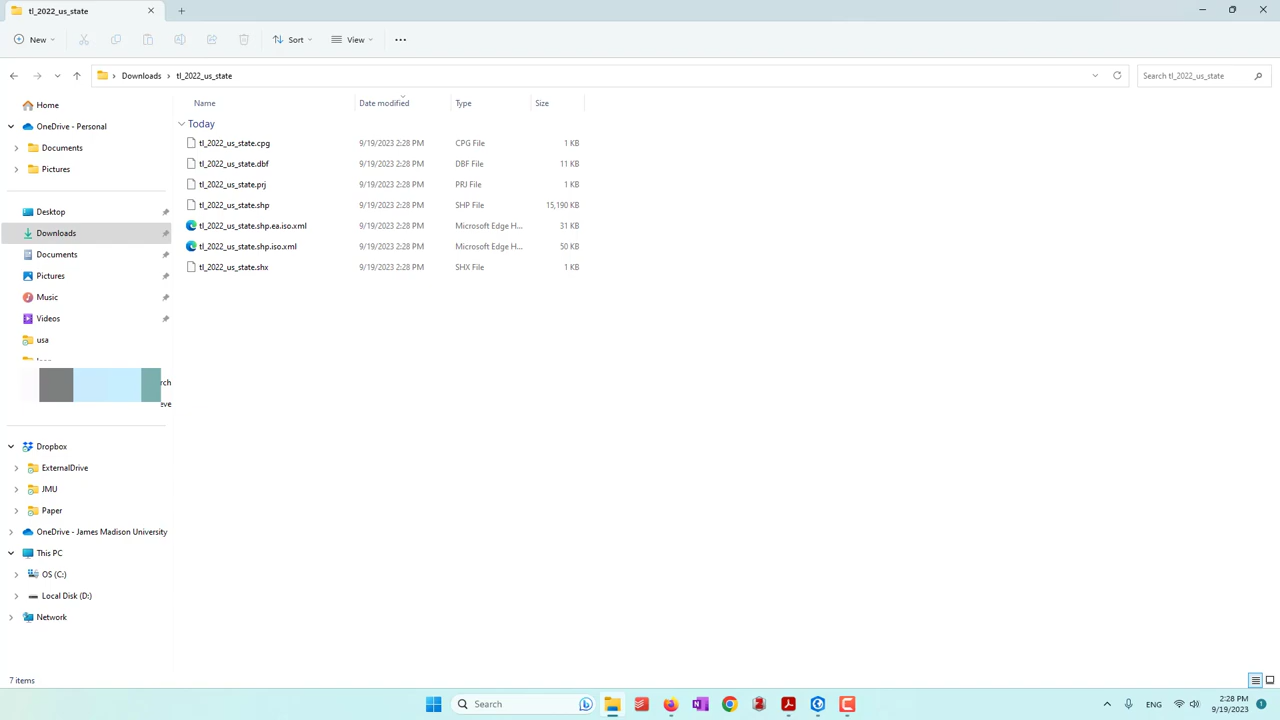 tl_2022_us_state
New
Sort
View
Downloads
tl_2022_us_state
Search tl_2022_us_state
Name Date modified Type Size
Today
tl_2022_us_state.cpg 9/19/2023 2:28 PM CPG File 1 KB
tl_2022_us_state.dbf 9/19/2023 2:28 PM DBF File 11 KB
tl_2022_us_state.prj 9/19/2023 2:28 PM PRJ File 1 KB
tl_2022_us_state.shp 9/19/2023 2:28 PM SHP File 15,190 KB
tl_2022_us_state.shp.ea.iso.xml 9/19/2023 2:28 PM Microsoft Edge H... 31 KB
tl_2022_us_state.shp.iso.xml 9/19/2023 2:28 PM Microsoft Edge H... 50 KB
tl_2022_us_state.shx 9/19/2023 2:28 PM SHX File 1 KB
Home
OneDrive - Personal
Documents
Pictures
Desktop
Downloads
Documents
Pictures
Music
Videos
usa
rch
eve
Dropbox
ExternalDrive
JMU
Paper
OneDrive - James Madison University
This PC
OS (C:)
Local Disk (D:)
Network
7 items
Search
ENG
2:28 PM
9/19/2023
1